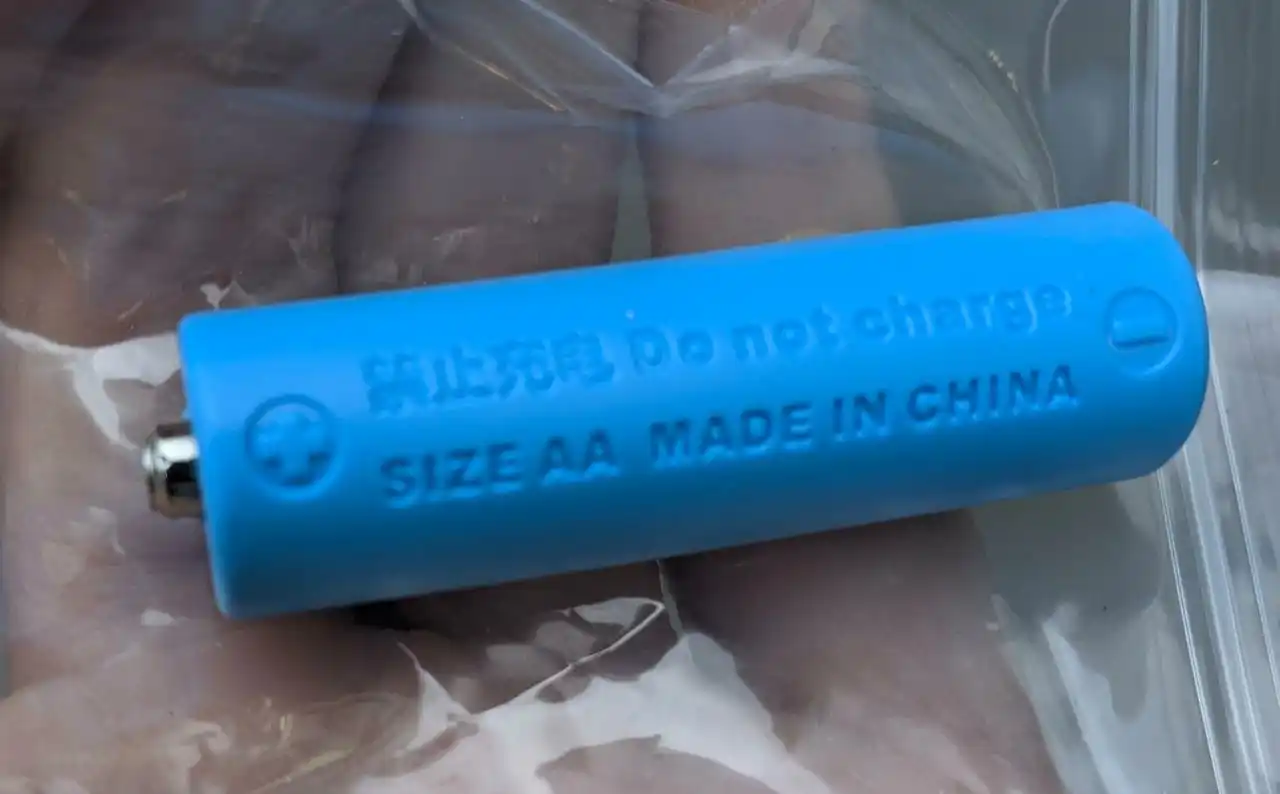 禁止充电 Do not charge
SIZE AA MADE IN CHINA